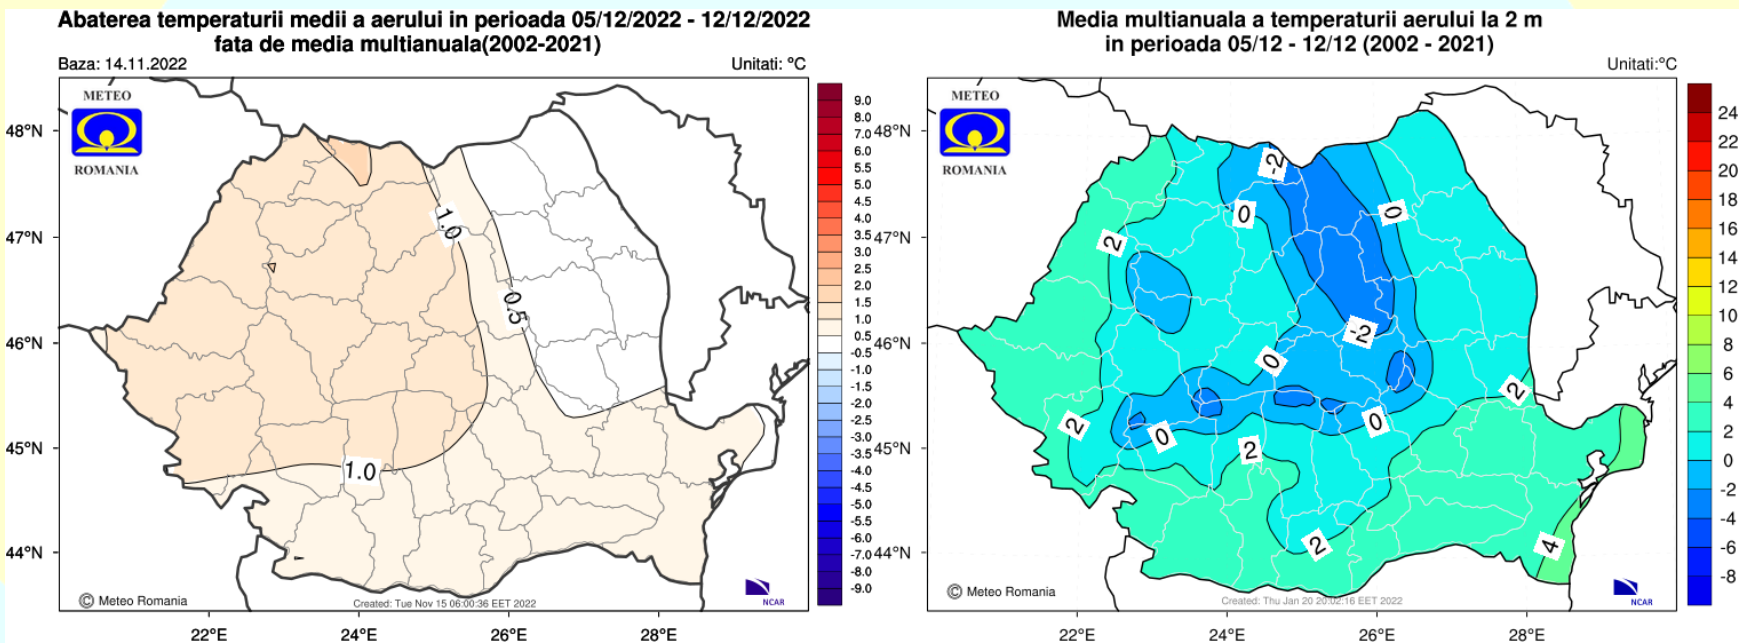 Abaterea temperaturii medii a aerului in perioada 05/12/2022 - 12/12/2022
fata de media multianuala(2002-2021)
Baza: 14.11.2022
Unitati: °C
METEO
ROMANIA
48°N
47°N
46°N
45°N
44°N
1.0
0.5
1.0
9.0
8.0
7.0
6.0
5.5
5.0
4.5
4.0
3.5
3.0
2.5
2.0
1.5
1.0
0.5
-0.5
-1.0
-1.5
-2.0
-2.5
-3.0
-3.5
-4.0
-4.5
-5.0
-5.5
-6.0
-7.0
-8.0
-9.0
© Meteo Romania
Created: Tue Nov 15 06:00:36 EET 2022
NCAR
22°E
24°E
26°E
28°E
Media multianuala a temperaturii aerului la 2 m
in perioada 05/12 - 12/12 (2002 - 2021)
Unitati:°C
METEO
ROMANIA
48°N
47°N
46°N
45°N
44°N
-2
0
0
2
-2
0
2
2
0
0
2
2
4
24
22
20
18
16
14
12
10
8
6
4
2
0
-2
-4
-6
-8
© Meteo Romania
Created: Thu Jan 20 20:02:16 EET 2022
NCAR
22°E
24°E
26°E
28°E